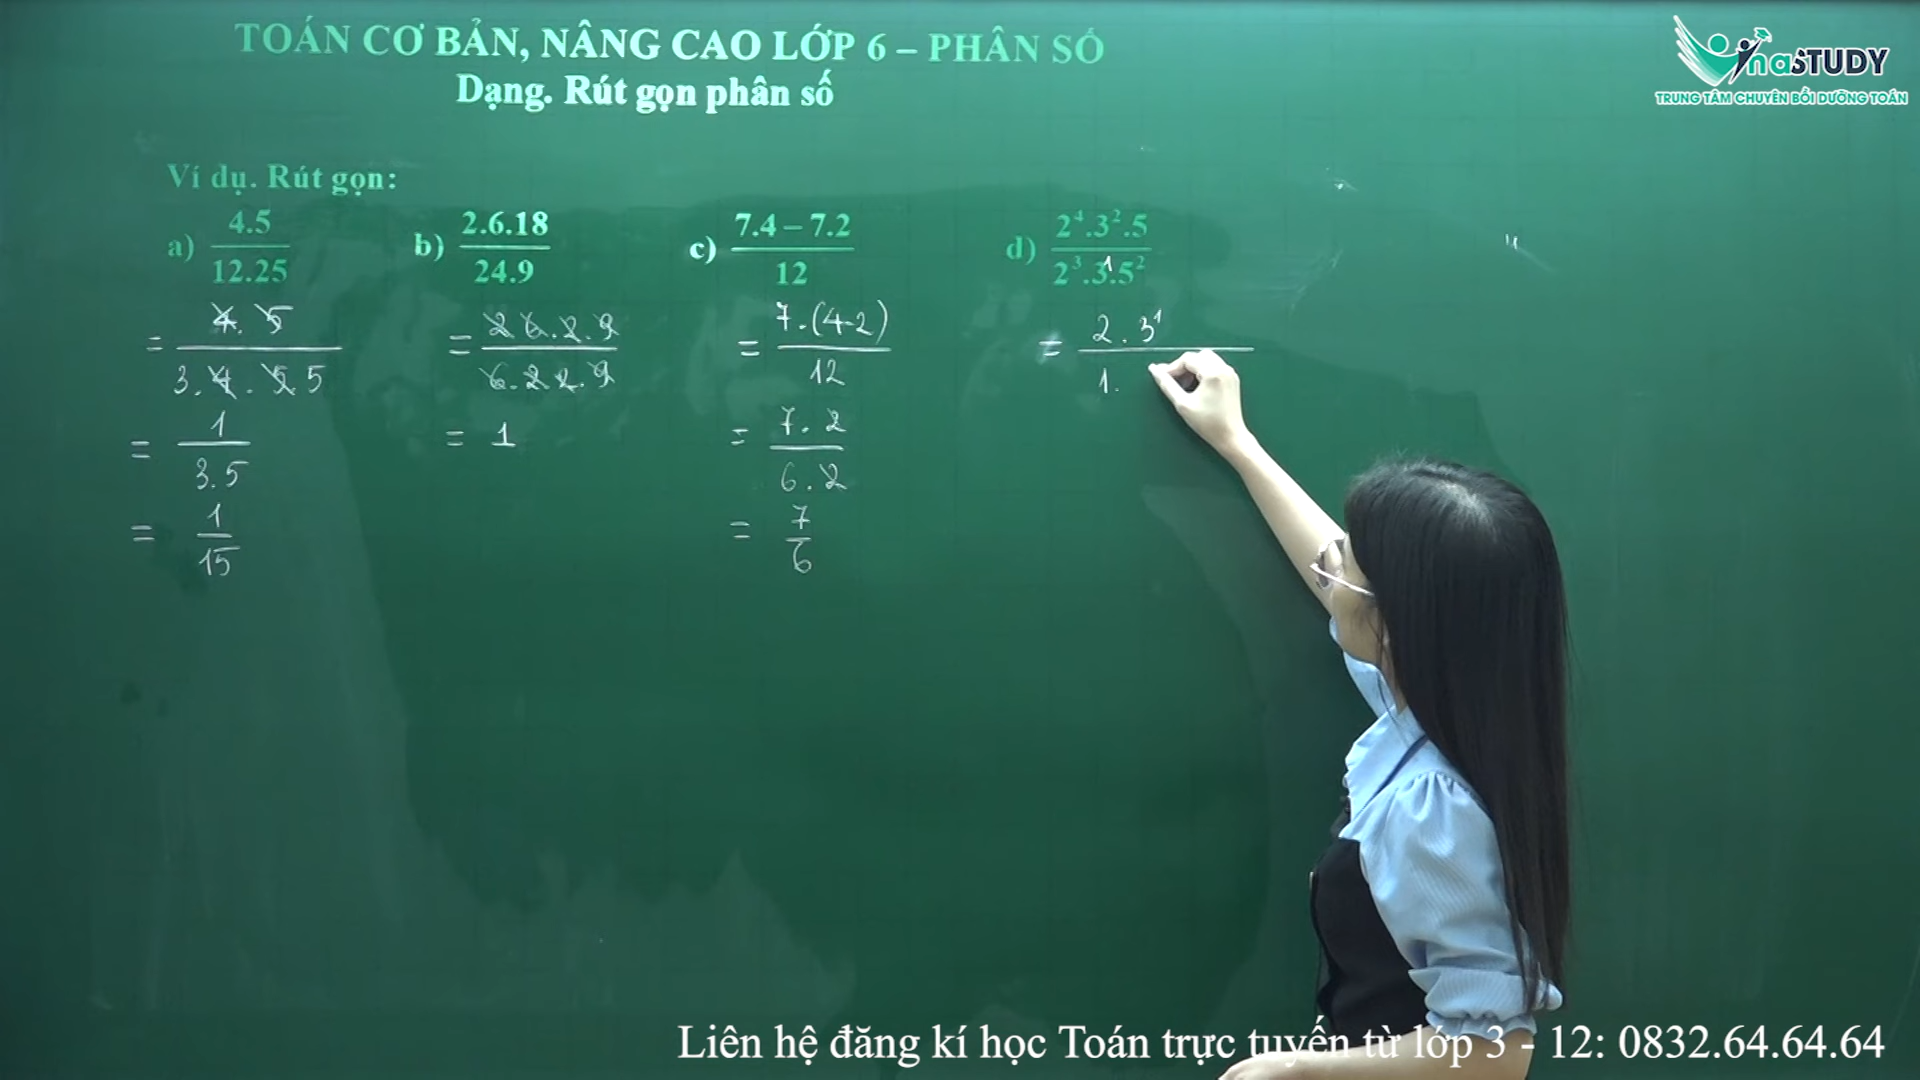 TOÁN CƠ BẢN, NÂNG CAO LỚP 6 – PHÂN SỐ
Dạng. Rút gọn phân số
VinaSTUDY
TRUNG TÂM CHUYÊN BỒI DƯỠNG TOÁN
Ví dụ. Rút gọn:
a) 4.5 / 12.25
b) 2.6.18 / 24.9
c) 7.4 – 7.2 / 12
d) 2⁴.3².5 / 2³.3¹.5²
= 4. 5 / 3. 4. 5 5
= 1 / 3.5
= 1 / 15
= 2 6. 2. 9 / 6. 2 2. 9
= 1
= 7.(4-2) / 12
= 7. 2 / 6. 2
= 7 / 6
= 2. 3¹ / 1.
Liên hệ đăng kí học Toán trực tuyến từ lớp 3 - 12: 0832.64.64.64